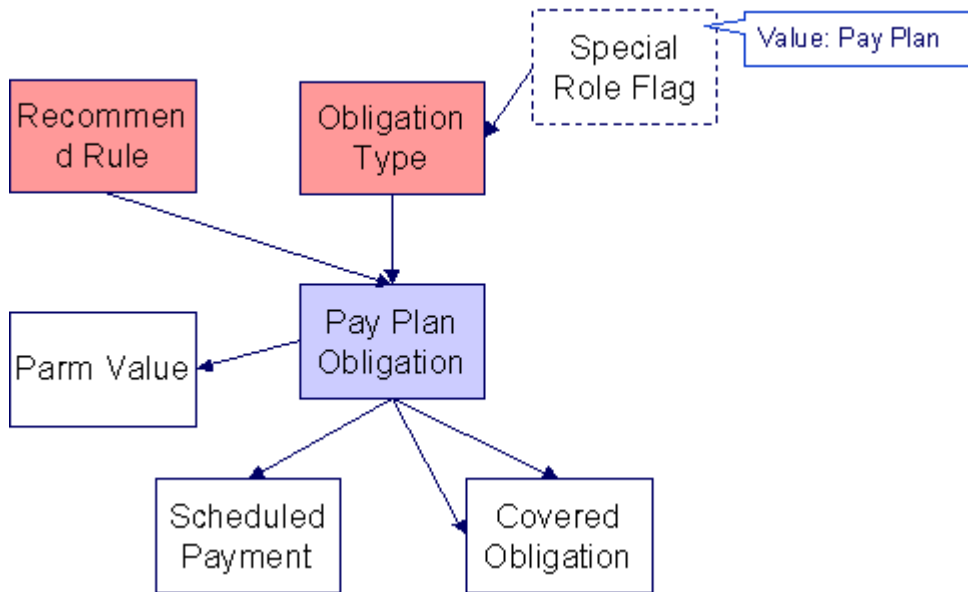 Special
Role Flag
Value: Pay Plan
Recommen
d Rule
Obligation
Type
Pay Plan
Obligation
Parm Value
Scheduled
Payment
Covered
Obligation